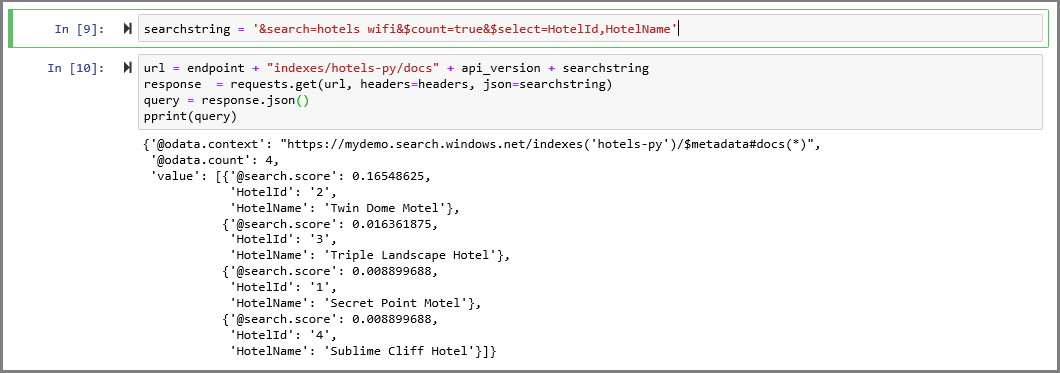 In [9]: searchstring = '&search=hotels wifi&$count=true&$select=HotelId,HotelName'
In [10]: url = endpoint + "indexes/hotels-py/docs" + api_version + searchstring
response  = requests.get(url, headers=headers, json=searchstring)
query = response.json()
pprint(query)
{'@odata.context': "https://mydemo.search.windows.net/indexes('hotels-py')/$metadata#docs(*)",
 '@odata.count': 4,
 'value': [{'@search.score': 0.16548625,
            'HotelId': '2',
            'HotelName': 'Twin Dome Motel'},
           {'@search.score': 0.016361875,
            'HotelId': '3',
            'HotelName': 'Triple Landscape Hotel'},
           {'@search.score': 0.008899688,
            'HotelId': '1',
            'HotelName': 'Secret Point Motel'},
           {'@search.score': 0.008899688,
            'HotelId': '4',
            'HotelName': 'Sublime Cliff Hotel'}]}